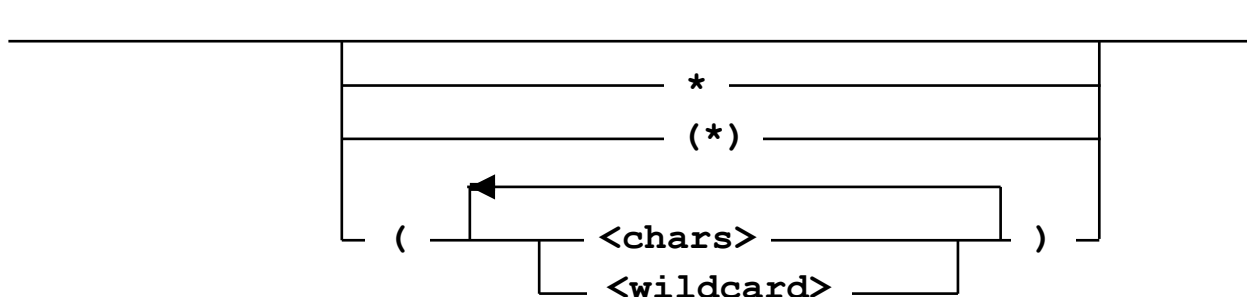 *
(*)
( <chars> )
<wildcard>